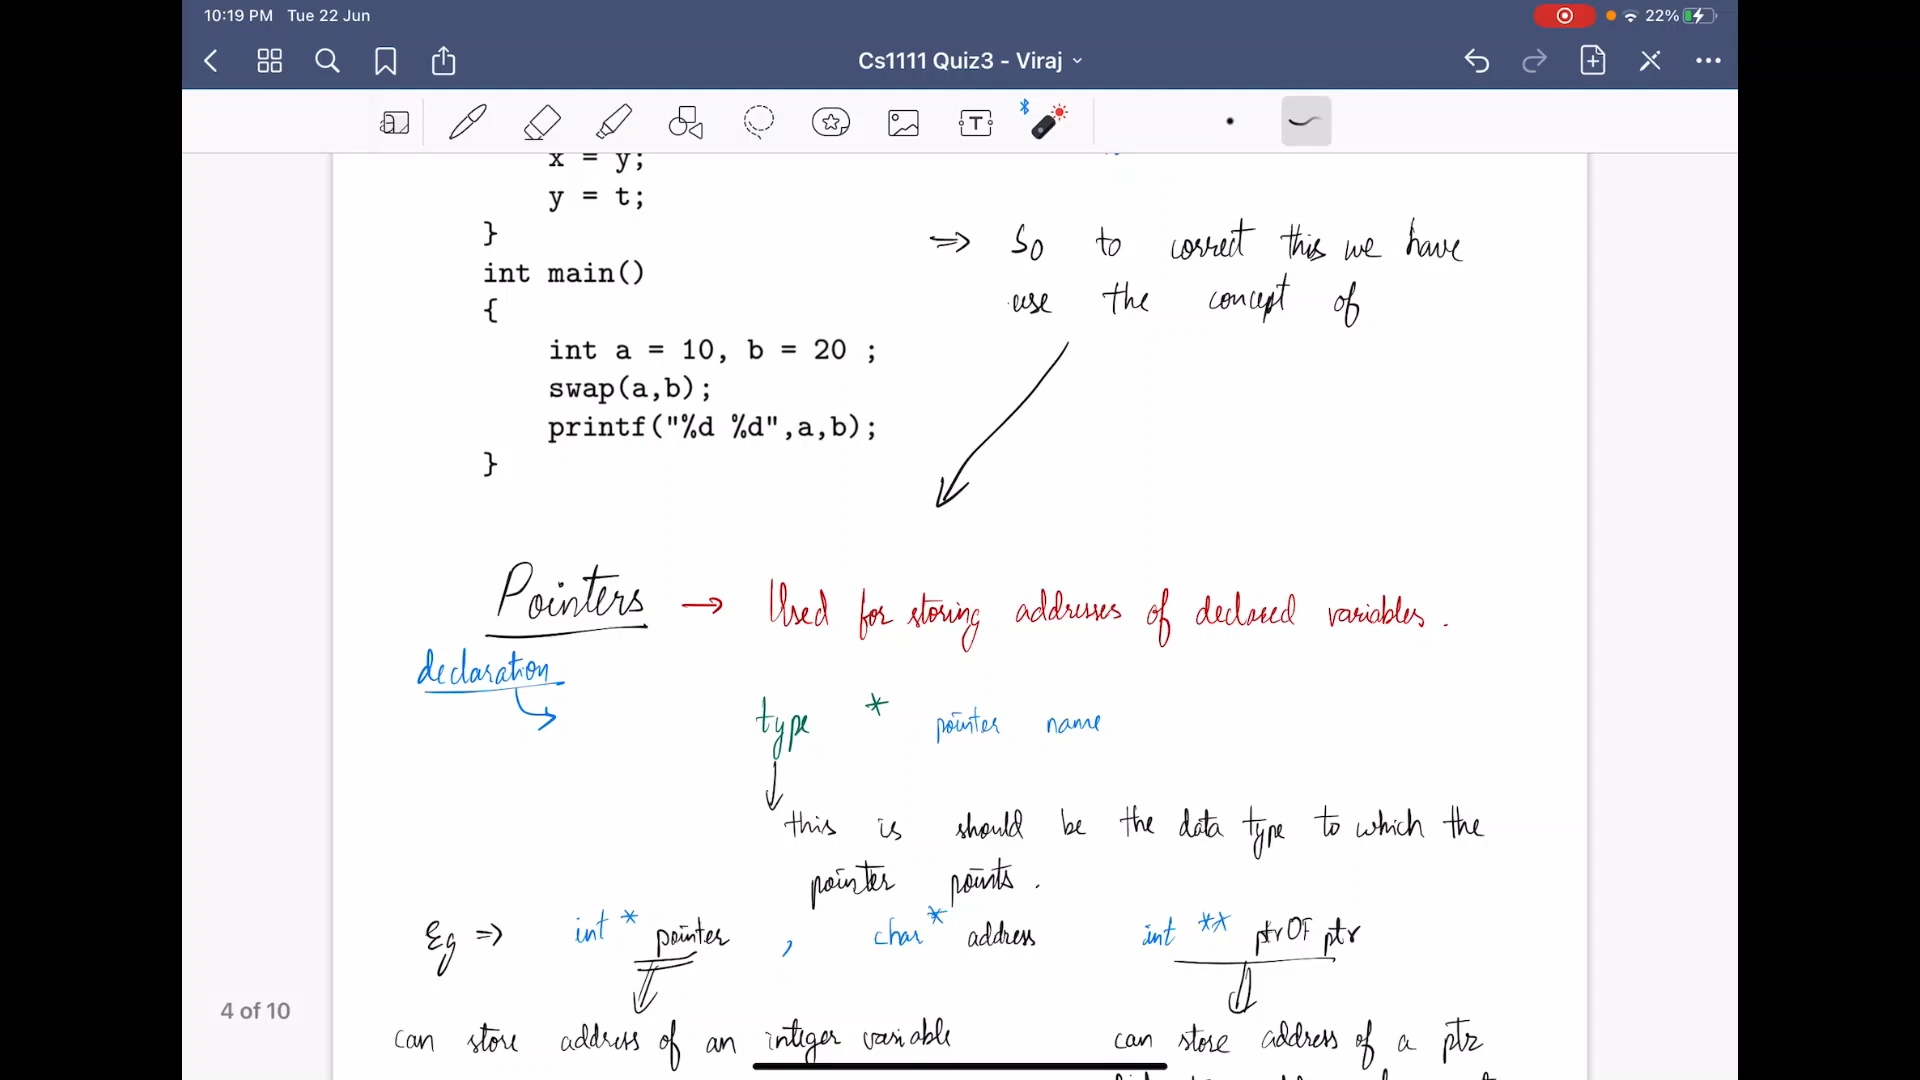 10:19 PM Tue 22 Jun
22%
Cs1111 Quiz3 - Viraj
x = y;
y = t;
}
int main()
{
int a = 10, b = 20 ;
swap(a,b);
printf("%d %d",a,b);
}
⇒ So to correct this we have
use the concept of
Pointers → Used for storing addresses of declared variables.
declaration
type * pointer name
this is should be the data type to which the
pointer points.
Eg ⇒ int * pointer , char* address int ** ptrOF ptr
can store address of an integer variable
can store address of a ptr
4 of 10